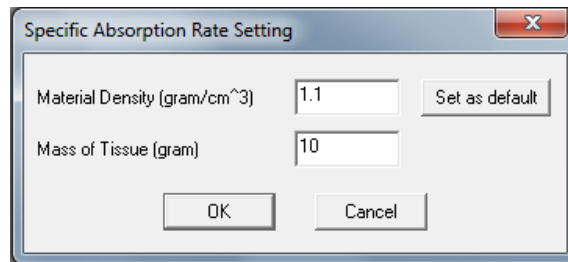 Specific Absorption Rate Setting
Material Density (gram/cm^3) 1.1 Set as default
Mass of Tissue (gram) 10
OK Cancel